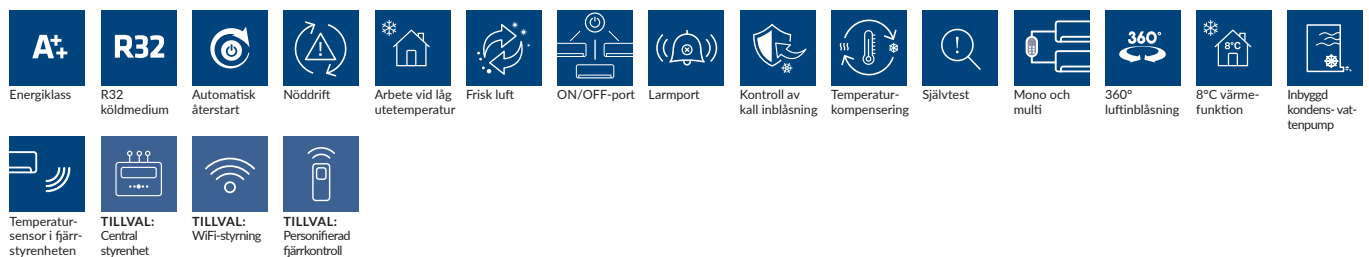 A++
R32
360°
8°C
Energiklass
R32
köldmedium
Automatisk
återstart
Nöddrift
Arbete vid låg
utetemperatur
Frisk luft
ON/OFF-port
Larmport
Kontroll av
kall inblåsning
Temperatur-
kompensering
Självtest
Mono och
multi
360°
luftinblåsning
8°C värme-
funktion
Inbyggd
kondens- vat-
tenpump
Temperatur-
sensor i fjärr-
styrenheten
TILLVAL:
Central
styrenhet
TILLVAL:
WiFi-styrning
TILLVAL:
Personifierad
fjärrkontroll